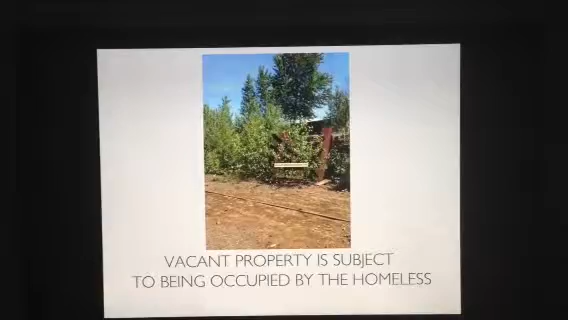 VACANT PROPERTY IS SUBJECT
TO BEING OCCUPIED BY THE HOMELESS